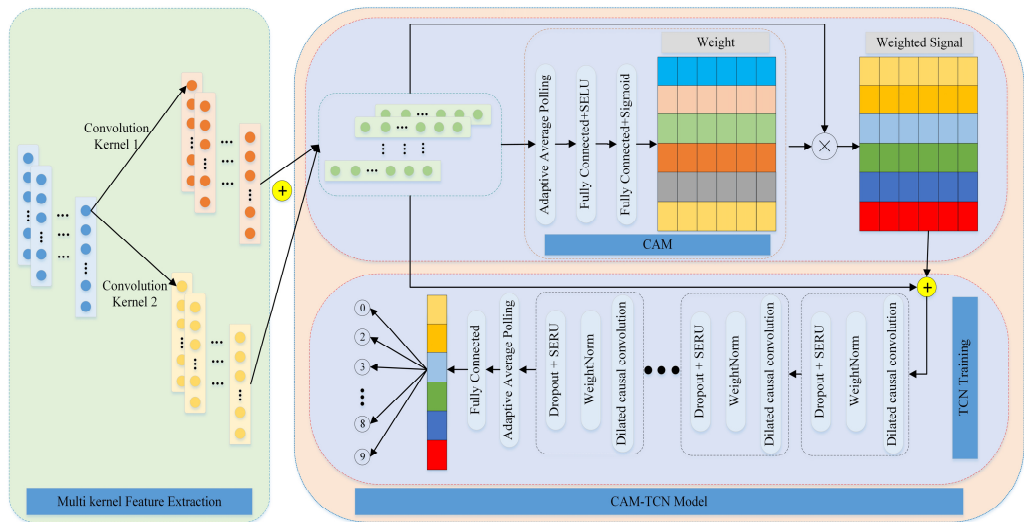 Convolution
Kernel 1
Convolution
Kernel 2
Multi kernel Feature Extraction
+
Adaptive Average Polling
Fully Connected+SELU
Fully Connected+Sigmoid
Weight
CAM
×
Weighted Signal
+
0
2
3
8
9
Fully Connected
Adaptive Average Polling
Dropout + SERU
WeightNorm
Dilated causal convolution
Dropout + SERU
WeightNorm
Dilated causal convolution
Dropout + SERU
WeightNorm
Dilated causal convolution
TCN Training
CAM-TCN Model